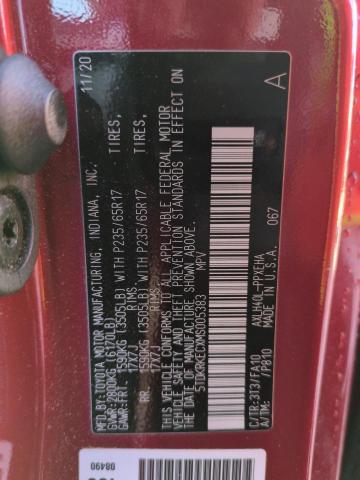 MFD. BY: TOYOTA MOTOR MANUFACTURING, INDIANA, INC. 11/20
GVWR: 2800KG (6170LB)
GAWR: FRT. 1590KG (3505LB) WITH P235/65R17 TIRES,
17X7J RIMS,
RR. 1590KG (3505LB) WITH P235/65R17 TIRES,
17X7J RIMS,
THIS VEHICLE CONFORMS TO ALL APPLICABLE FEDERAL MOTOR
VEHICLE SAFETY AND THEFT PREVENTION STANDARDS IN EFFECT ON
THE DATE OF MANUFACTURE SHOWN ABOVE.
5TDKRKECXMS005383 MPV
A
067
C/TR:3T3/FA10 AXLH40L-PWXEHA
A/TM: /P810 MADE IN U.S.A.
08490